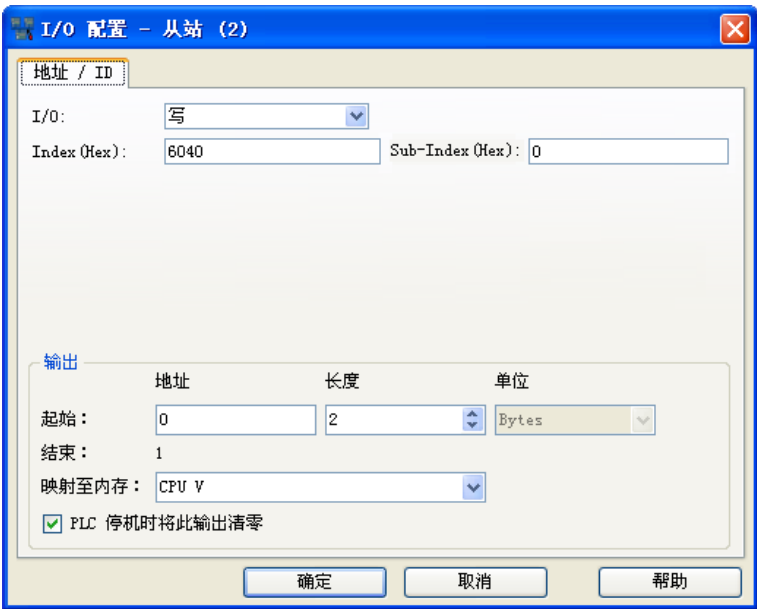 I/O 配置 - 从站 (2)
地址 / ID
I/O: 写
Index(Hex): 6040 Sub-Index(Hex): 0
输出
地址 长度 单位
起始: 0 2 Bytes
结束: 1
映射至内存: CPU V
PLC 停机时将此输出清零
确定 取消 帮助